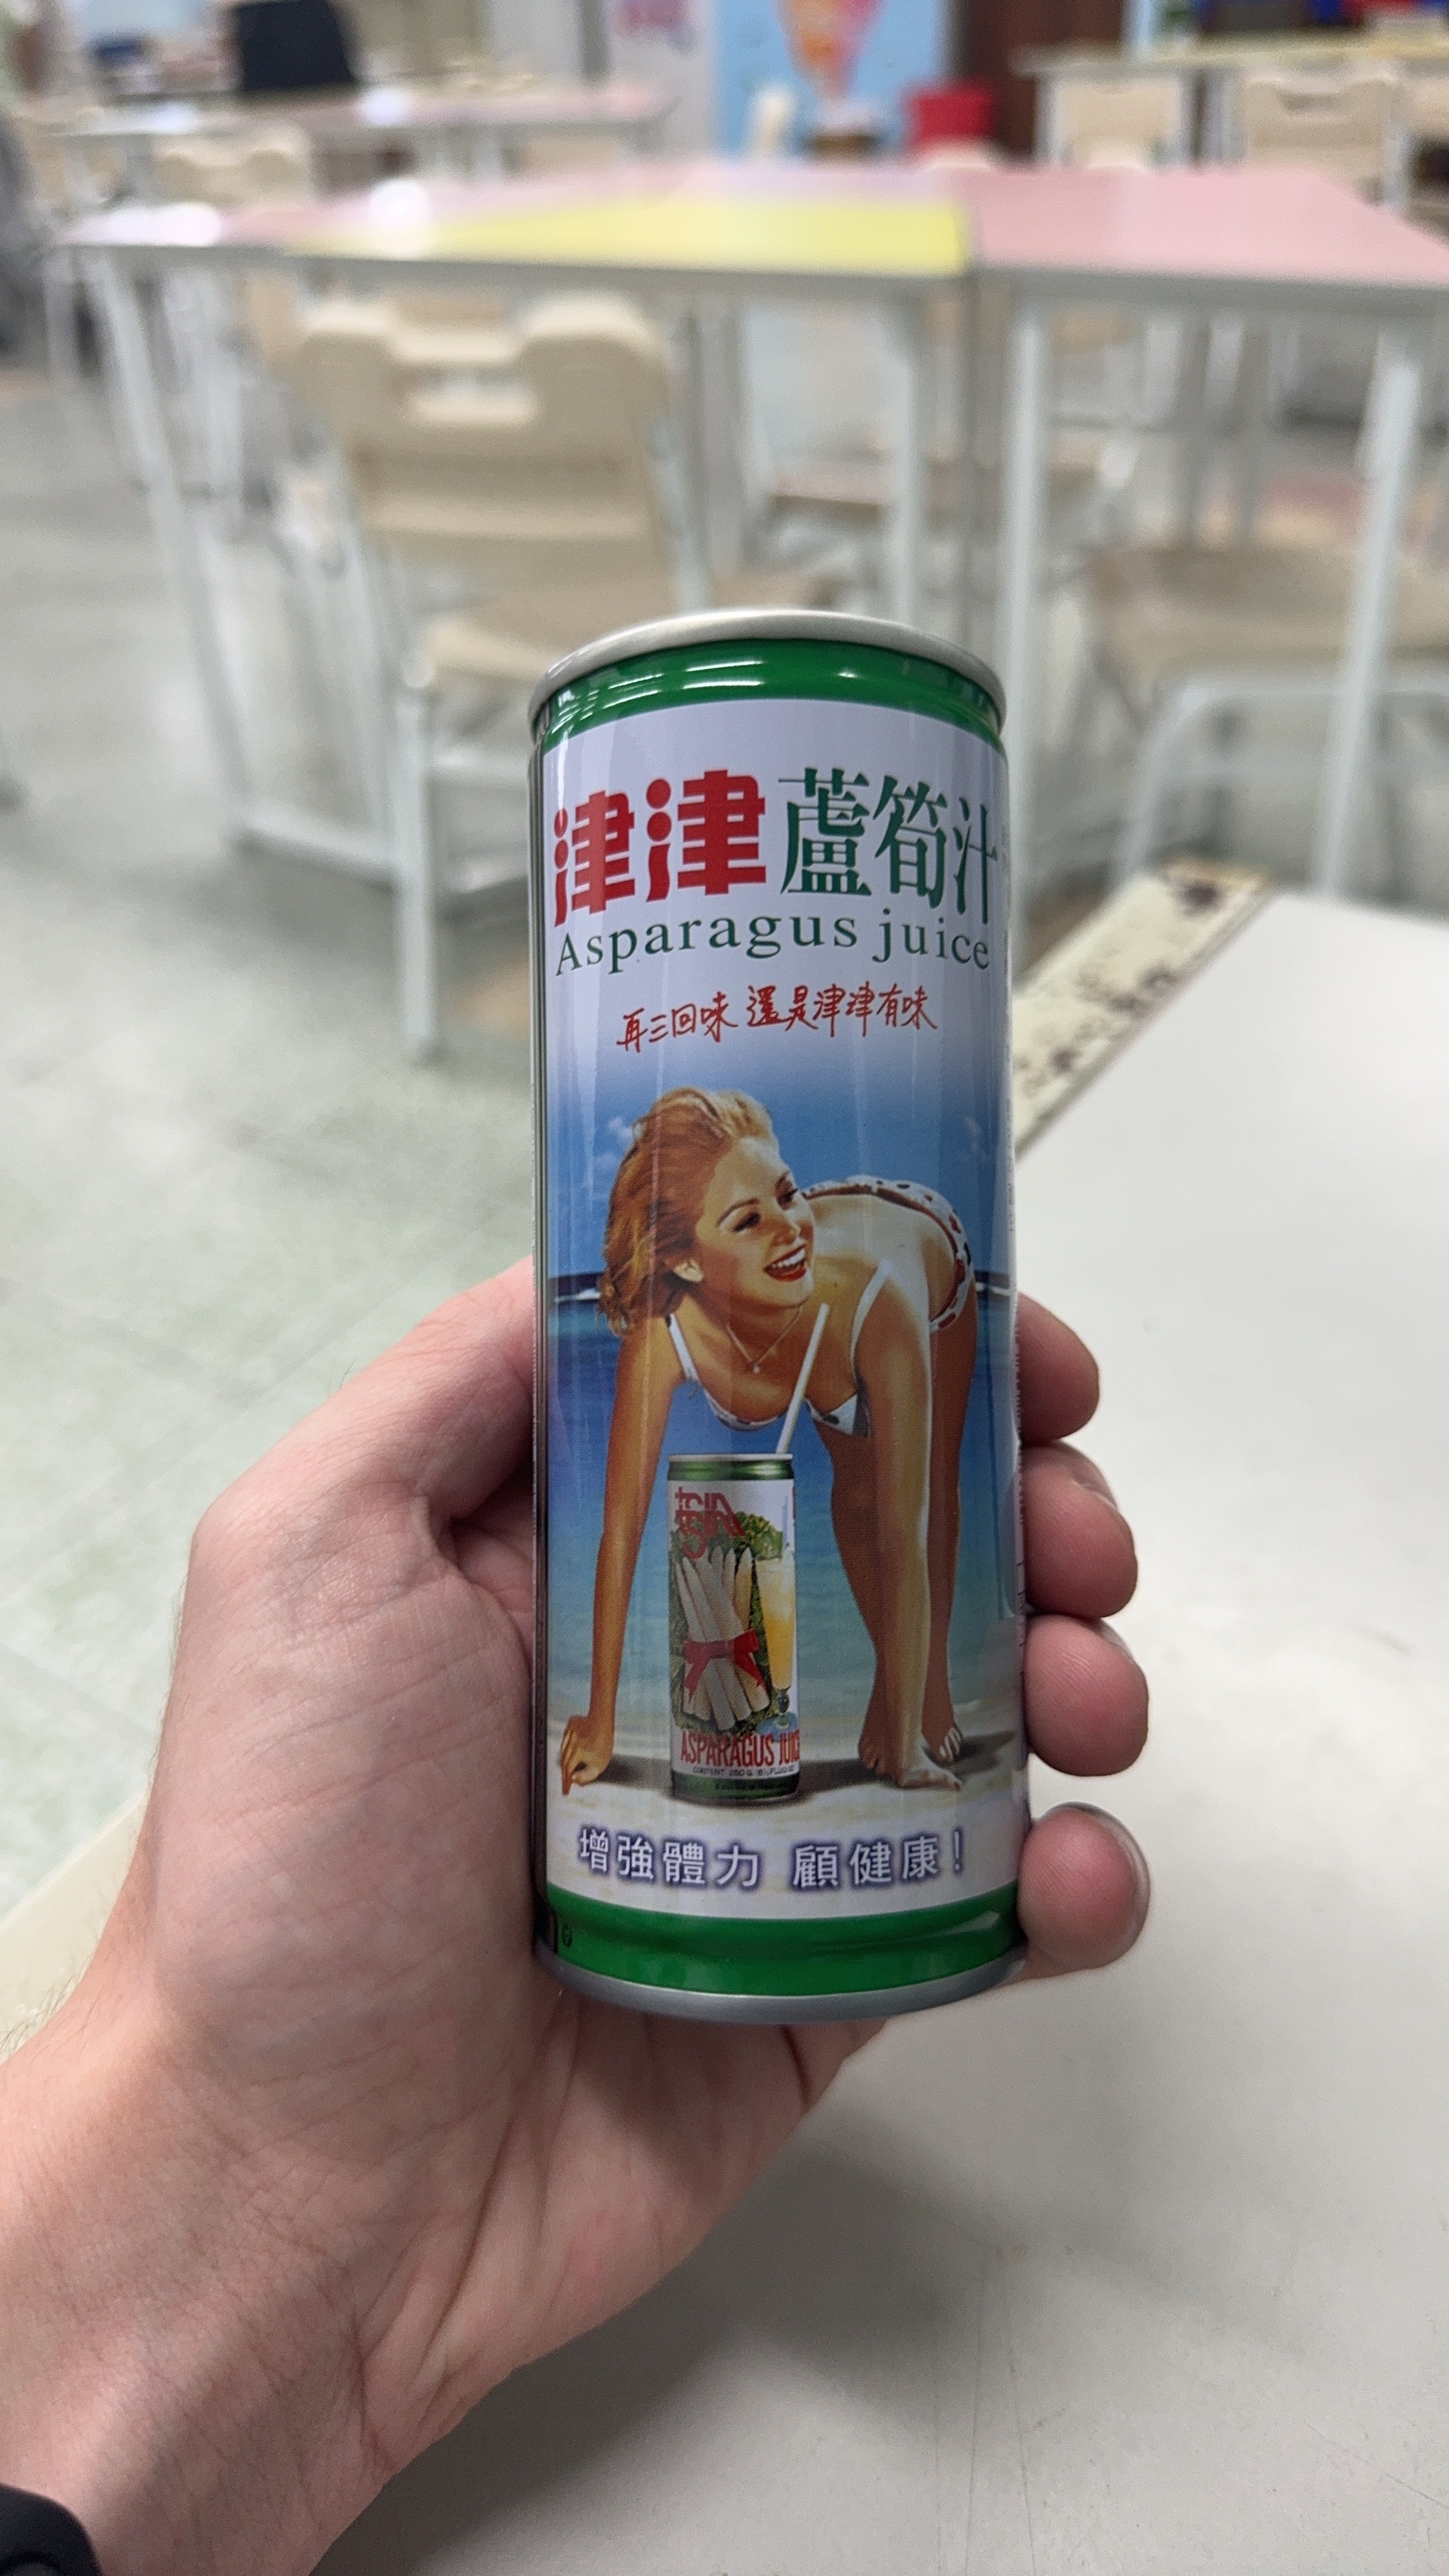 津津蘆筍汁
Asparagus juice
再三回味 還是津津有味
ASPARAGUS JUICE
增強體力 顧健康！